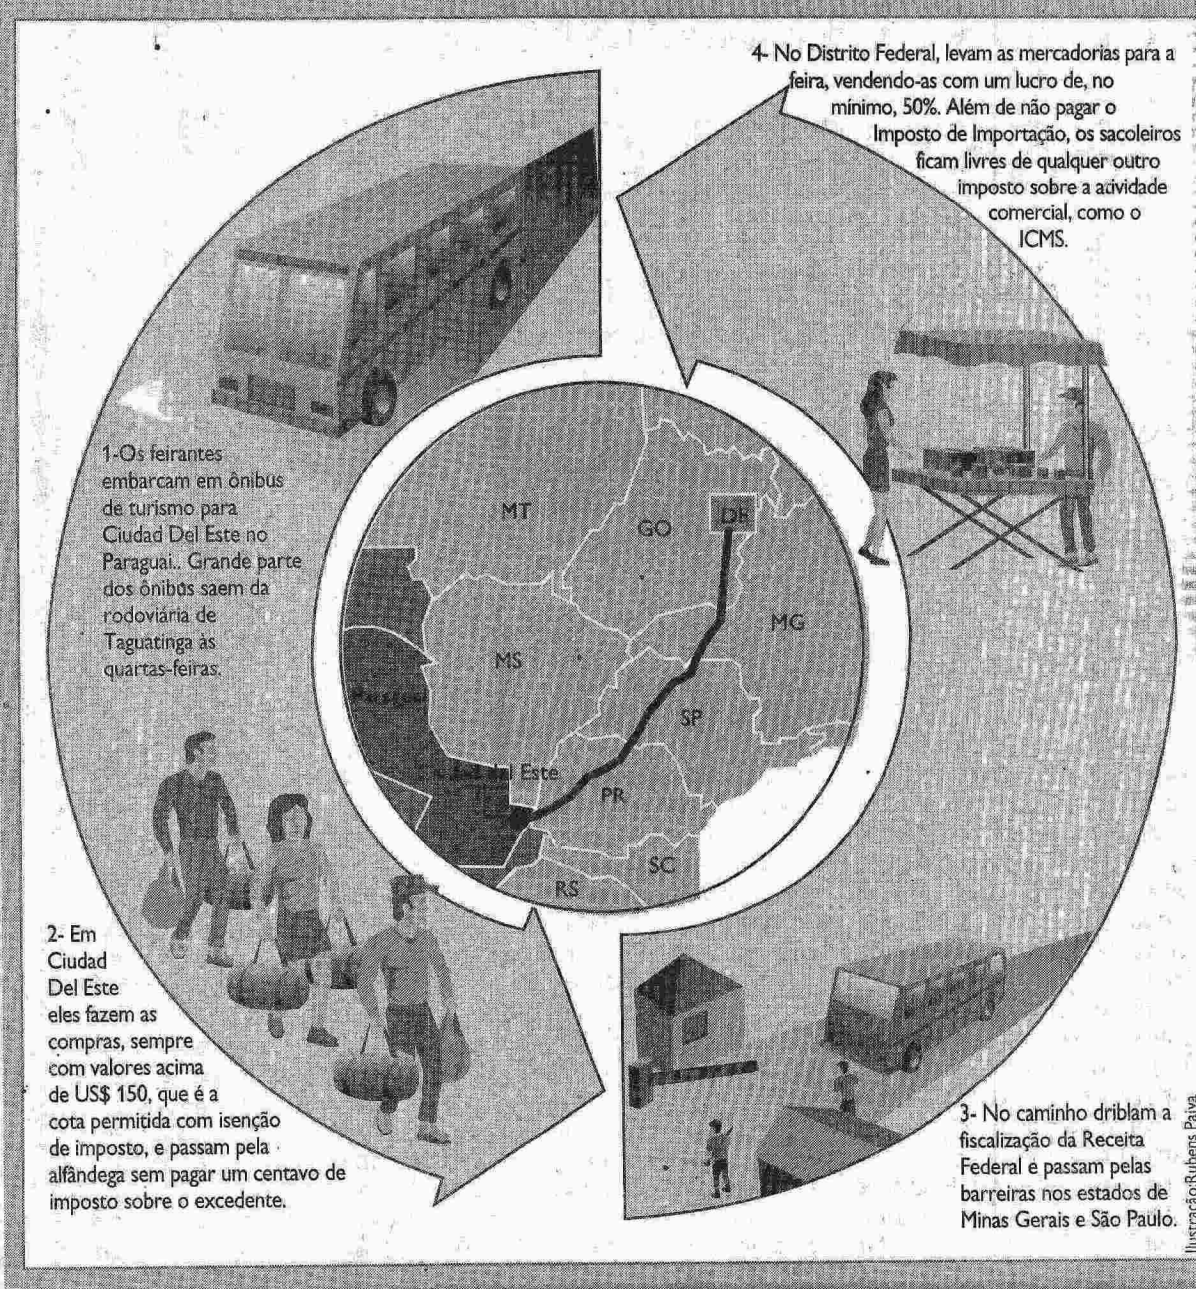 4- No Distrito Federal, levam as mercadorias para a
feira, vendendo-as com um lucro de, no
mínimo, 50%. Além de não pagar o
Imposto de Importação, os sacoleiros
ficam livres de qualquer outro
imposto sobre a atividade
comercial, como o
ICMS.
1-Os feirantes
embarcam em ônibus
de turismo para
Ciudad Del Este no
Paraguai.. Grande parte
dos ônibus saem da
rodoviária de
Taguatinga às
quartas-feiras.
MT
GO
DF
MG
MS
SP
del Este
PR
SC
RS
2- Em
Ciudad
Del Este
eles fazem as
compras, sempre
com valores acima
de US$ 150, que é a
cota permitida com isenção
de imposto, e passam pela
alfândega sem pagar um centavo de
imposto sobre o excedente.
3- No caminho driblam a
fiscalização da Receita
Federal e passam pelas
barreiras nos estados de
Minas Gerais e São Paulo.
Ilustração:Rubens Paiva